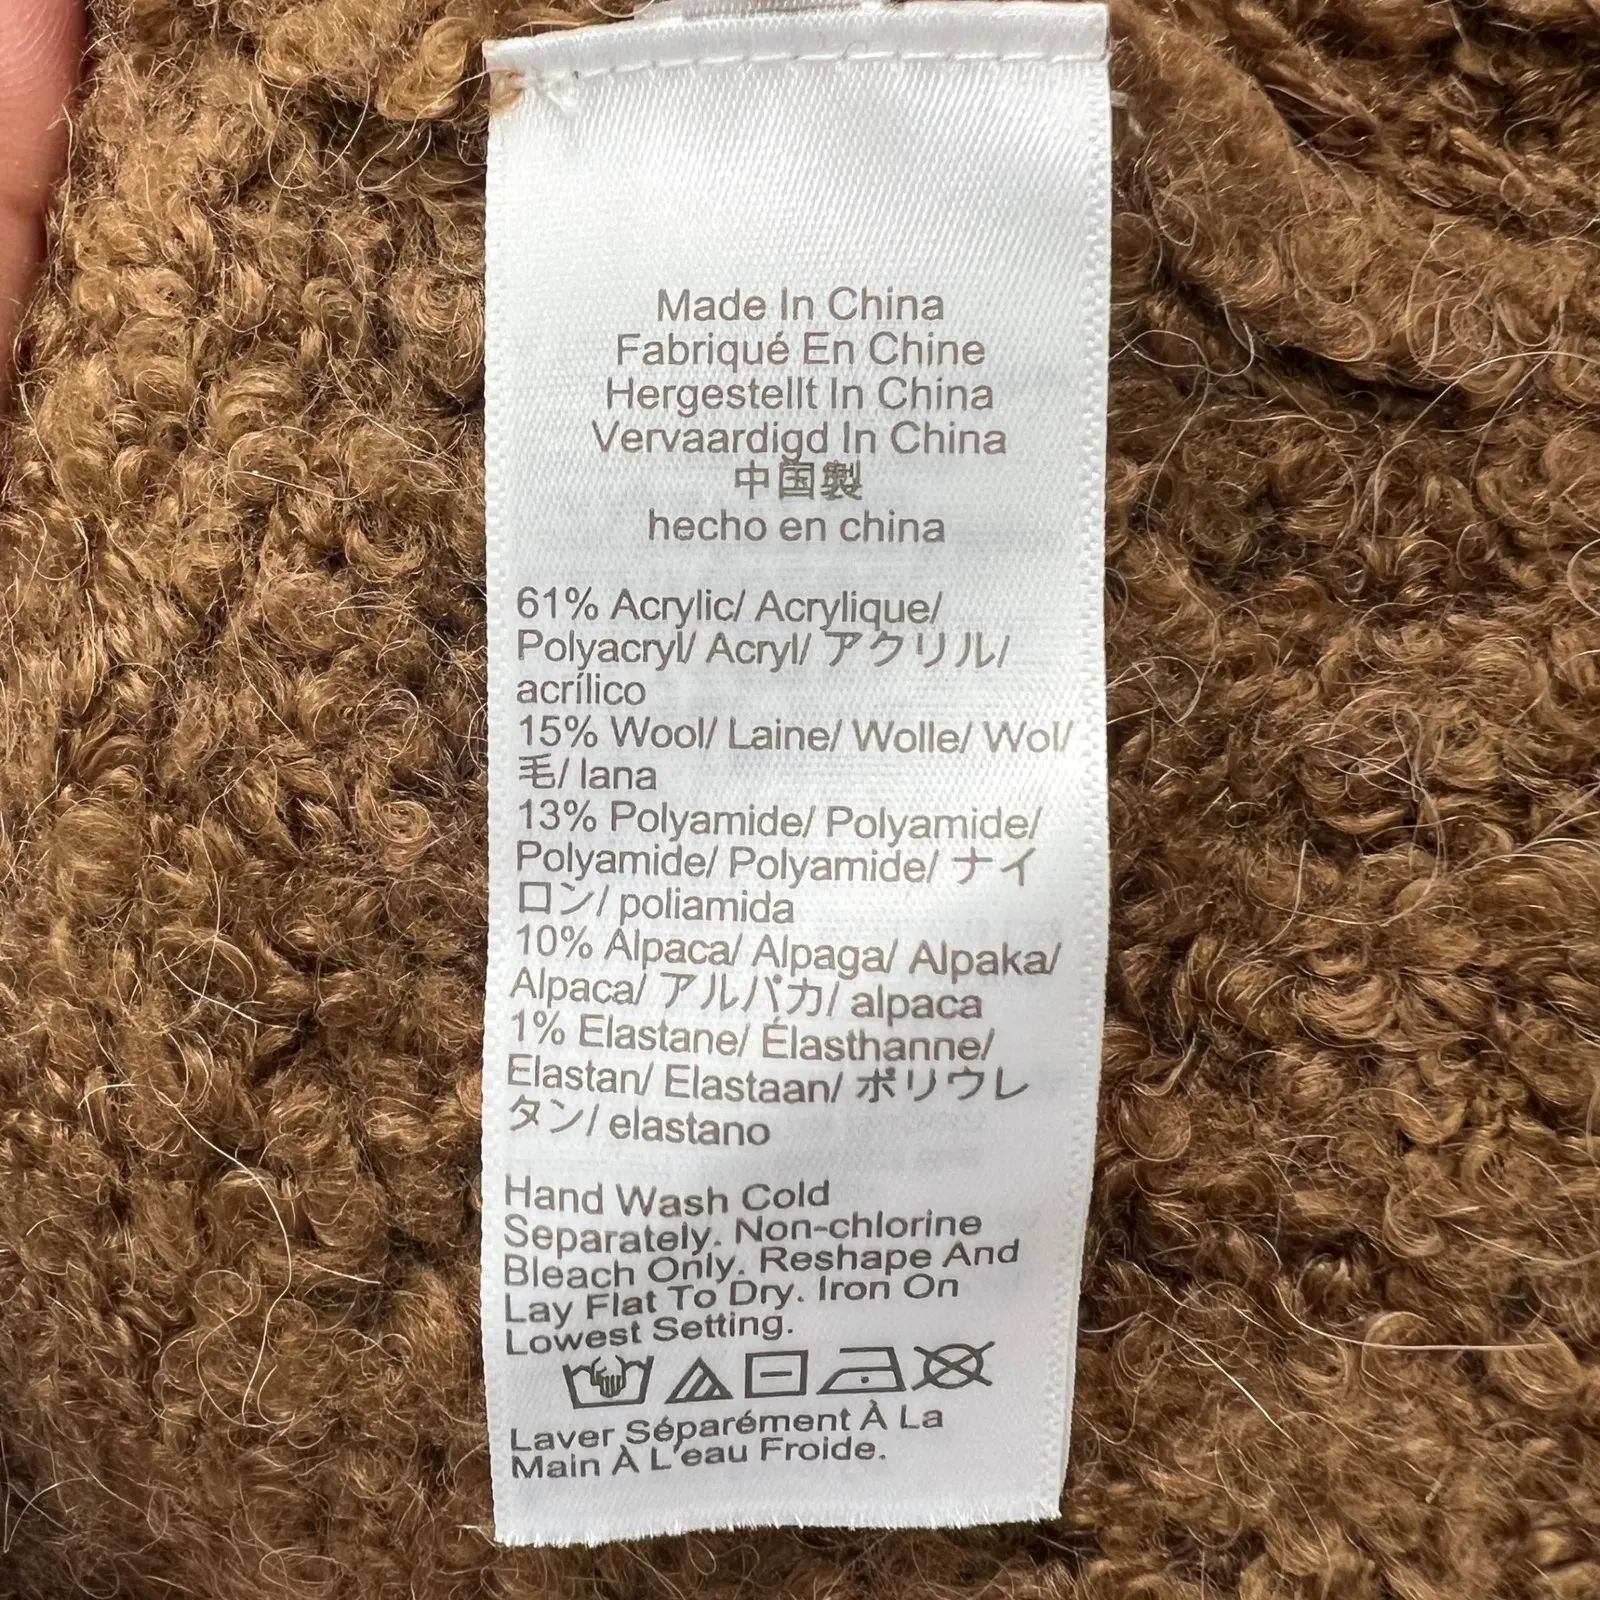 Made In China
Fabriqué En Chine
Hergestellt In China
Vervaardigd In China
中国製
hecho en china
61% Acrylic/ Acrylique/
Polyacryl/ Acryl/ アクリル/
acrílico
15% Wool/ Laine/ Wolle/ Wol/
毛/ lana
13% Polyamide/ Polyamide/
Polyamide/ Polyamide/ ナイ
ロン/ poliamida
10% Alpaca/ Alpaga/ Alpaka/
Alpaca/ アルパカ/ alpaca
1% Elastane/ Élasthanne/
Elastan/ Elastaan/ ポリウレ
タン/ elastano
Hand Wash Cold
Separately. Non-chlorine
Bleach Only. Reshape And
Lay Flat To Dry. Iron On
Lowest Setting.
Laver Séparément À La
Main À L'eau Froide.